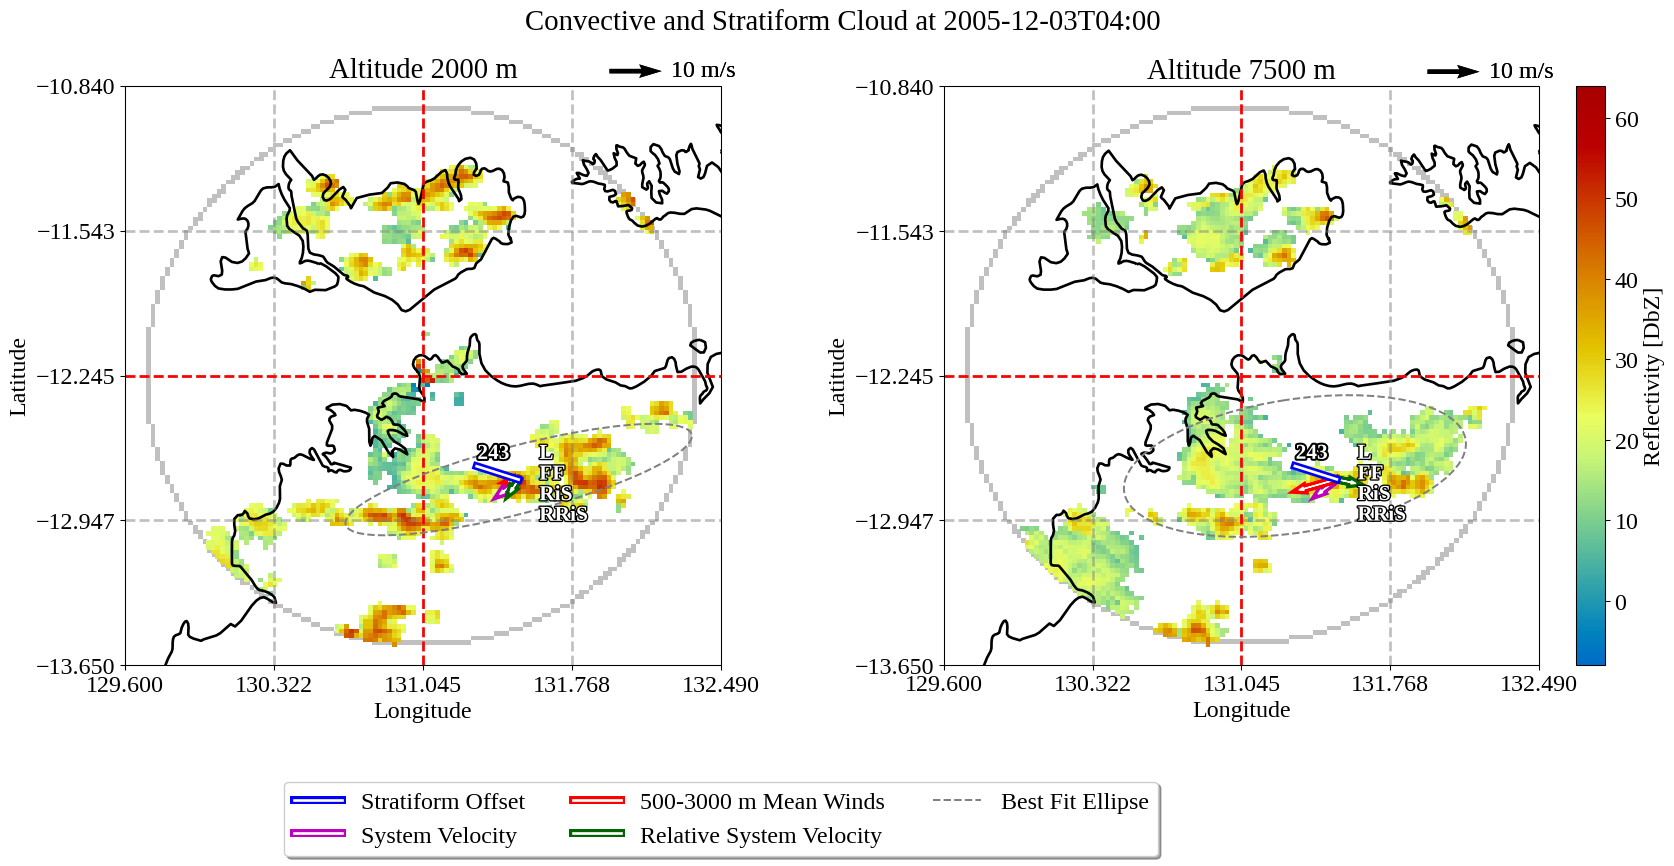 Convective and Stratiform Cloud at 2005-12-03T04:00
Altitude 2000 m
10 m/s
−10.840
−11.543
−12.245
−12.947
−13.650
Latitude
129.600
130.322
131.045
131.768
132.490
Longitude
243
L
FF
RiS
RRiS
Altitude 7500 m
10 m/s
−10.840
−11.543
−12.245
−12.947
−13.650
Latitude
129.600
130.322
131.045
131.768
132.490
Longitude
243
L
FF
RiS
RRiS
60
50
40
30
20
10
0
Reflectivity [DbZ]
Stratiform Offset
System Velocity
500-3000 m Mean Winds
Relative System Velocity
Best Fit Ellipse